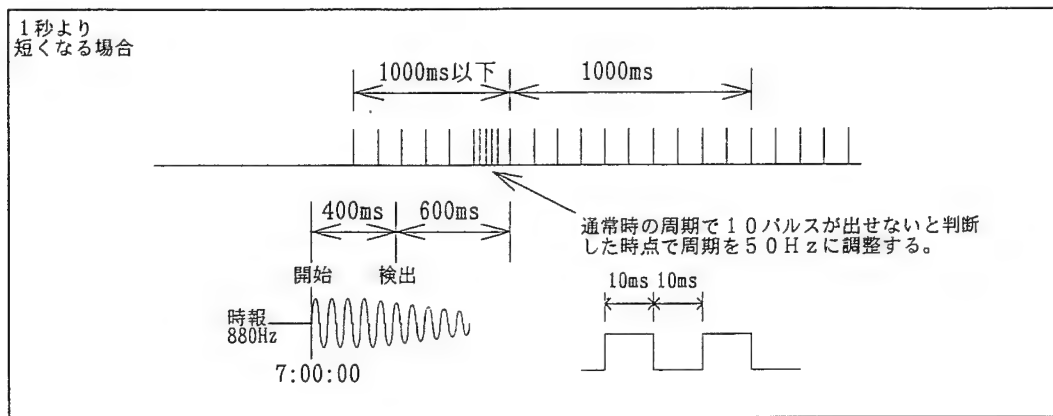 1秒より
短くなる場合
1000ms以下
1000ms
400ms
600ms
通常時の周期で10パルスが出せないと判断
した時点で周期を50Hzに調整する。
開始
検出
10ms
10ms
時報
880Hz
7:00:00